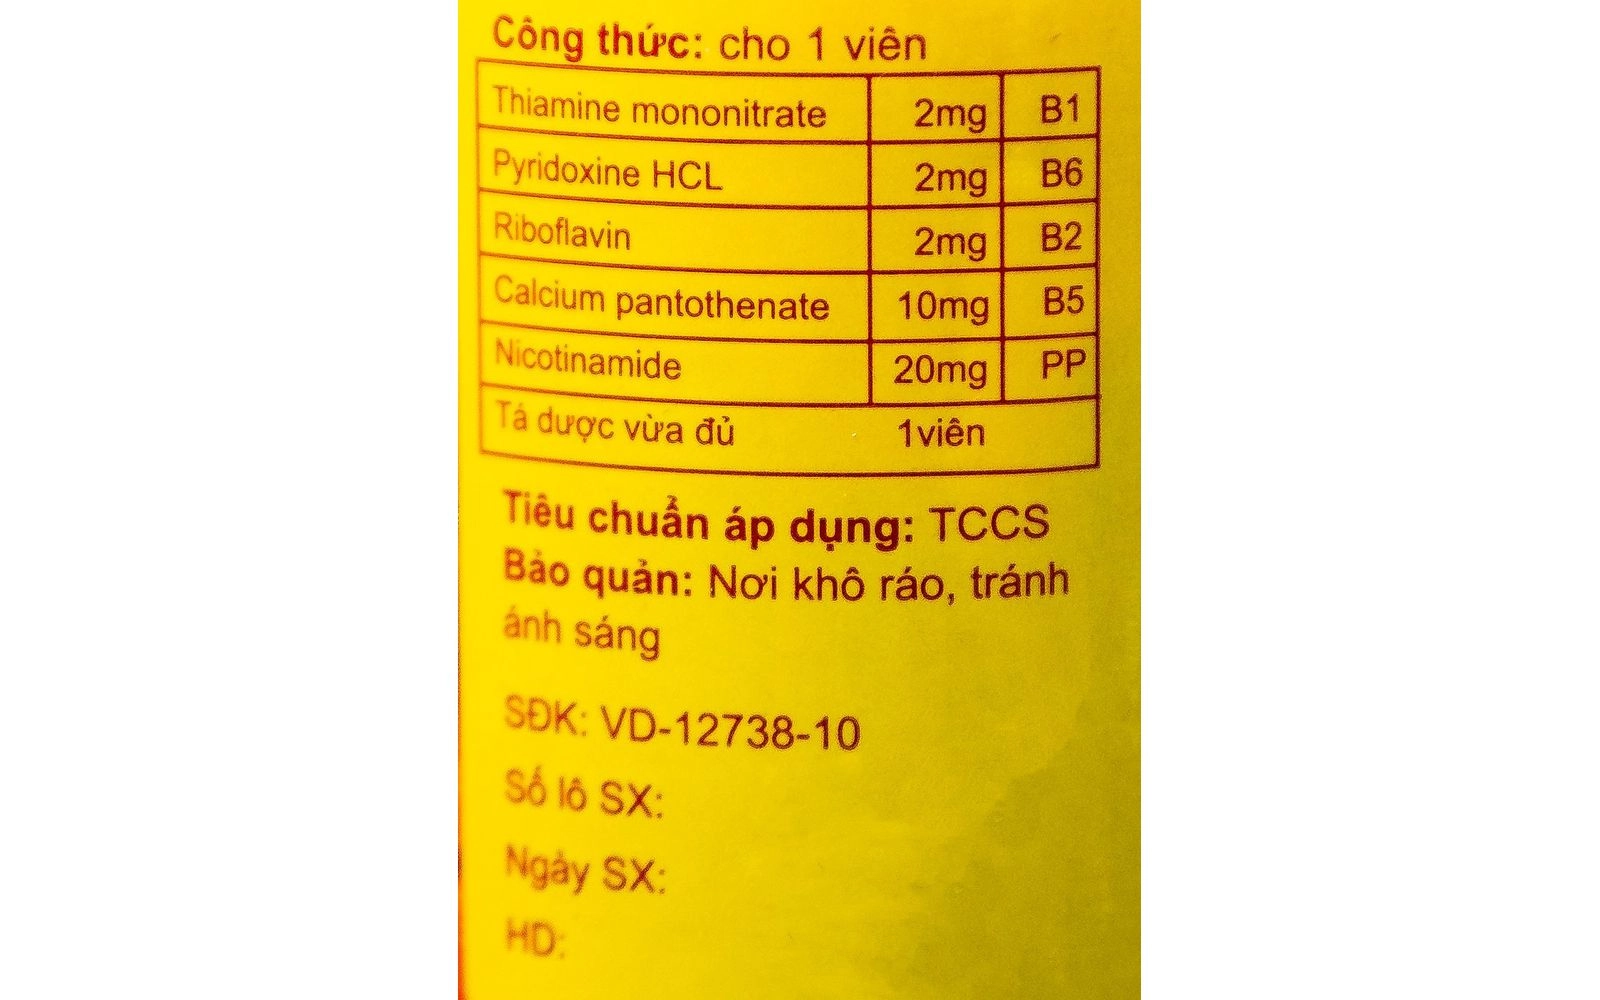 Công thức: cho 1 viên
Thiamine mononitrate 2mg B1
Pyridoxine HCL 2mg B6
Riboflavin 2mg B2
Calcium pantothenate 10mg B5
Nicotinamide 20mg PP
Tá dược vừa đủ 1viên
Tiêu chuẩn áp dụng: TCCS
Bảo quản: Nơi khô ráo, tránh
ánh sáng
SĐK: VD-12738-10
Số lô SX:
Ngày SX:
HD: